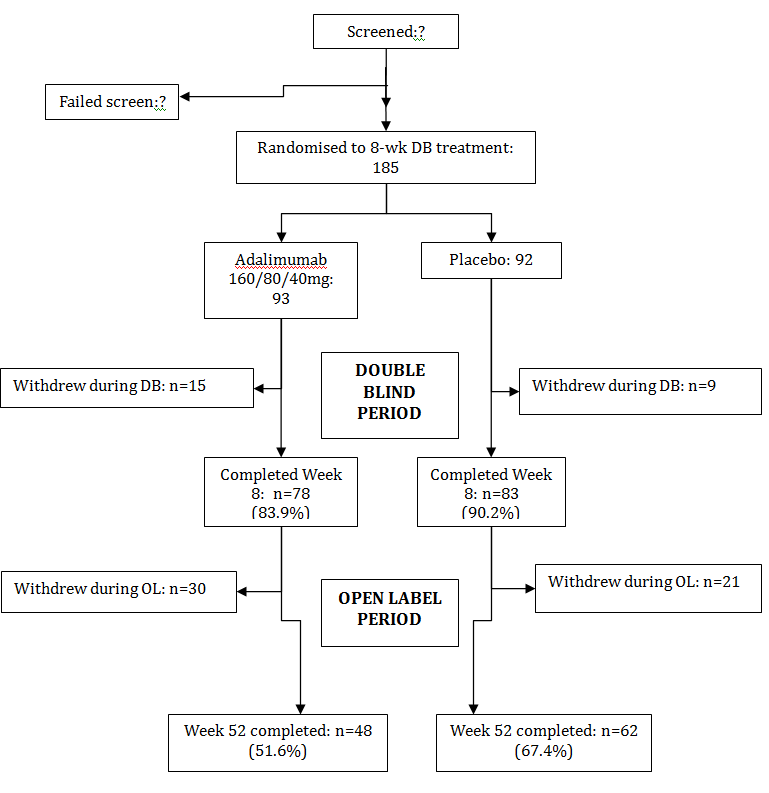 Screened:?
Failed screen:?
Randomised to 8-wk DB treatment:
185
Adalimumab
160/80/40mg:
93
Placebo: 92
Withdrew during DB: n=15
DOUBLE
BLIND
PERIOD
Withdrew during DB: n=9
Completed Week
8:  n=78
(83.9%)
Completed Week
8: n=83
(90.2%)
Withdrew during OL: n=30
OPEN LABEL
PERIOD
Withdrew during OL: n=21
Week 52 completed: n=48
(51.6%)
Week 52 completed: n=62
(67.4%)